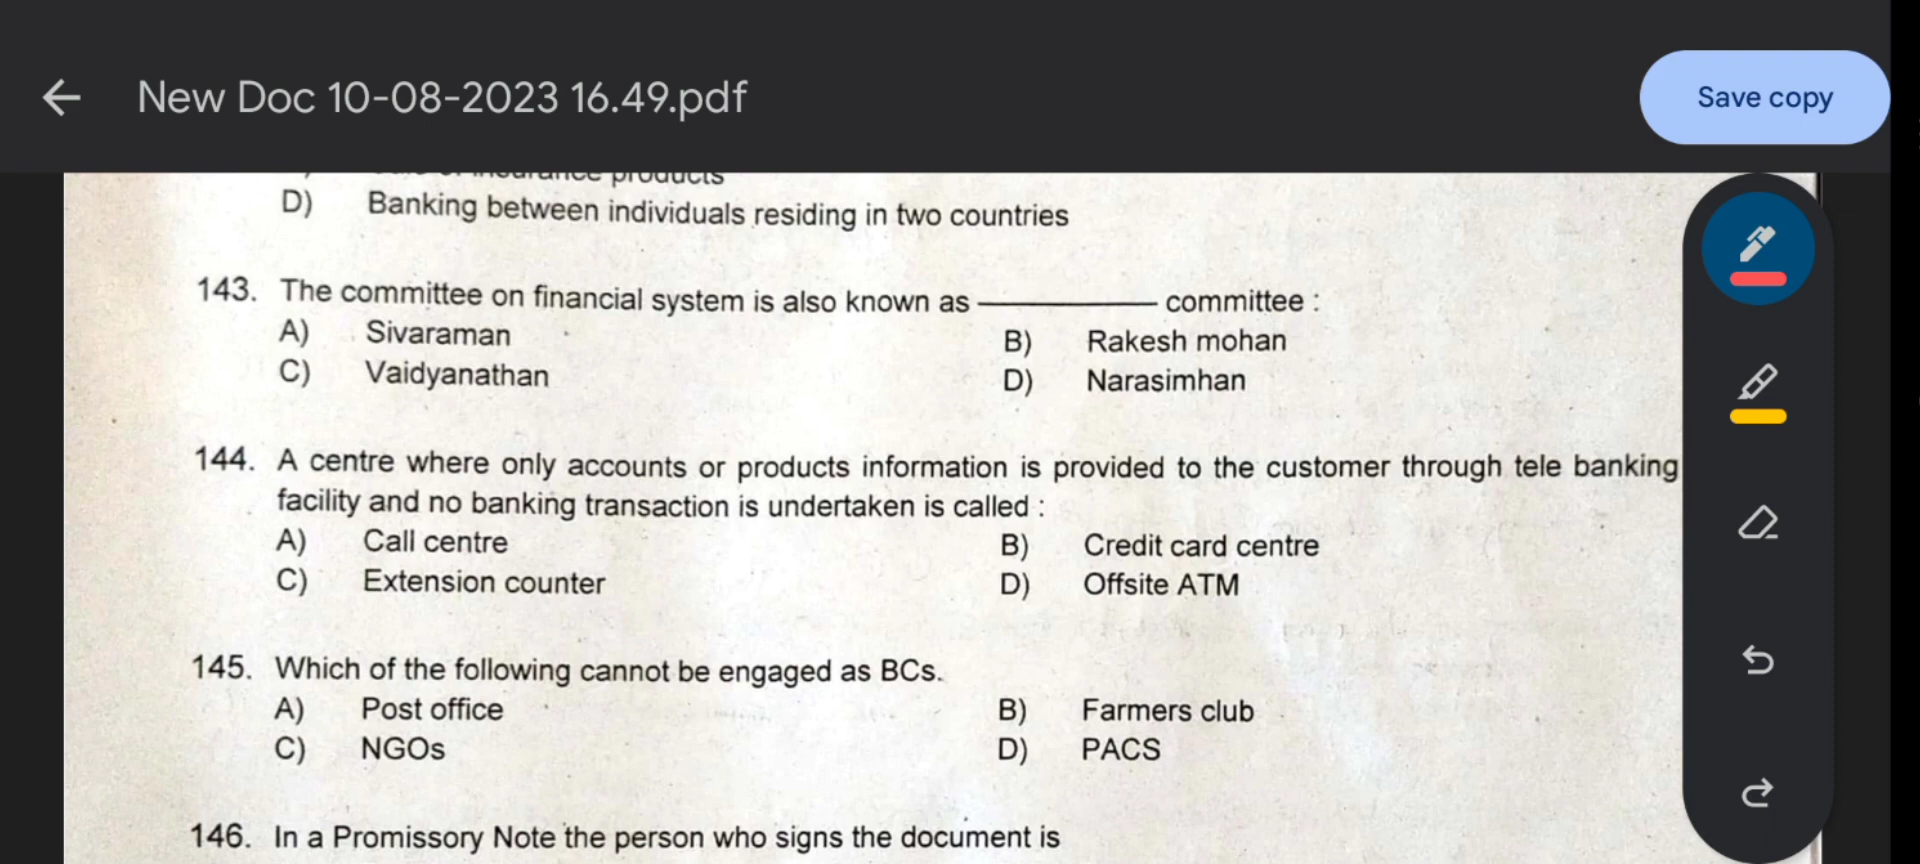 New Doc 10-08-2023 16.49.pdf
Save copy
products
D) Banking between individuals residing in two countries
143. The committee on financial system is also known as ———— committee :
A) Sivaraman B) Rakesh mohan
C) Vaidyanathan D) Narasimhan
144. A centre where only accounts or products information is provided to the customer through tele banking
facility and no banking transaction is undertaken is called :
A) Call centre B) Credit card centre
C) Extension counter D) Offsite ATM
145. Which of the following cannot be engaged as BCs.
A) Post office B) Farmers club
C) NGOs D) PACS
146. In a Promissory Note the person who signs the document is